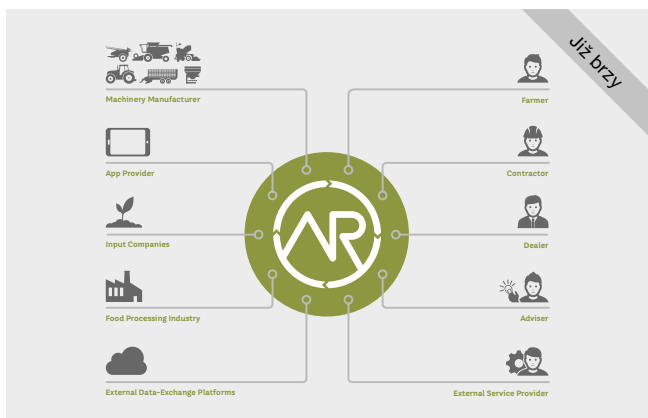 Již brzy
Machinery Manufacturer
Farmer
App Provider
Contractor
Input Companies
Dealer
AR
Food Processing Industry
Adviser
External Data-Exchange Platforms
External Service Provider